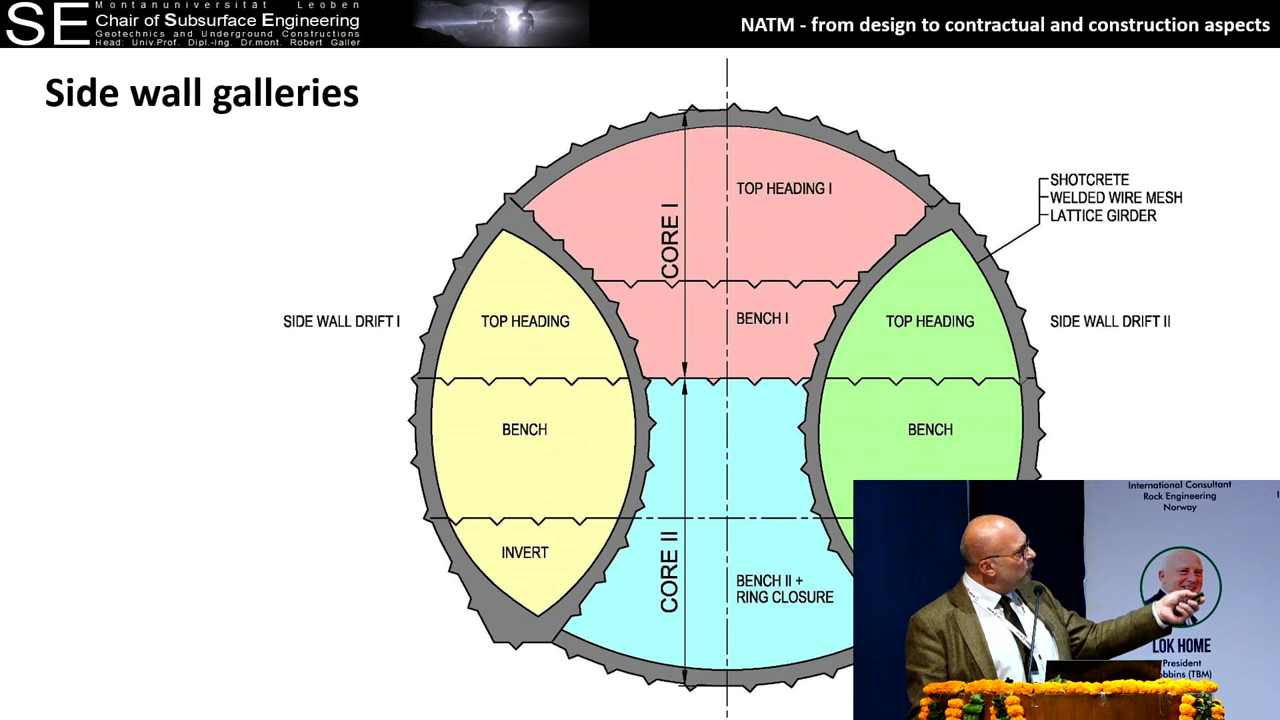 SE
Montanuniversität Leoben
Chair of Subsurface Engineering
Geotechnics and Underground Constructions
Head: Univ.Prof. Dipl.-Ing. Dr.mont. Robert Galler
NATM - from design to contractual and construction aspects
Side wall galleries
TOP HEADING I
SHOTCRETE
WELDED WIRE MESH
LATTICE GIRDER
CORE I
SIDE WALL DRIFT I
TOP HEADING
BENCH I
TOP HEADING
SIDE WALL DRIFT II
BENCH
BENCH
INVERT
CORE II
BENCH II +
RING CLOSURE
International Consultant
Rock Engineering
Norway
LOK HOME
President
bbins (TBM)